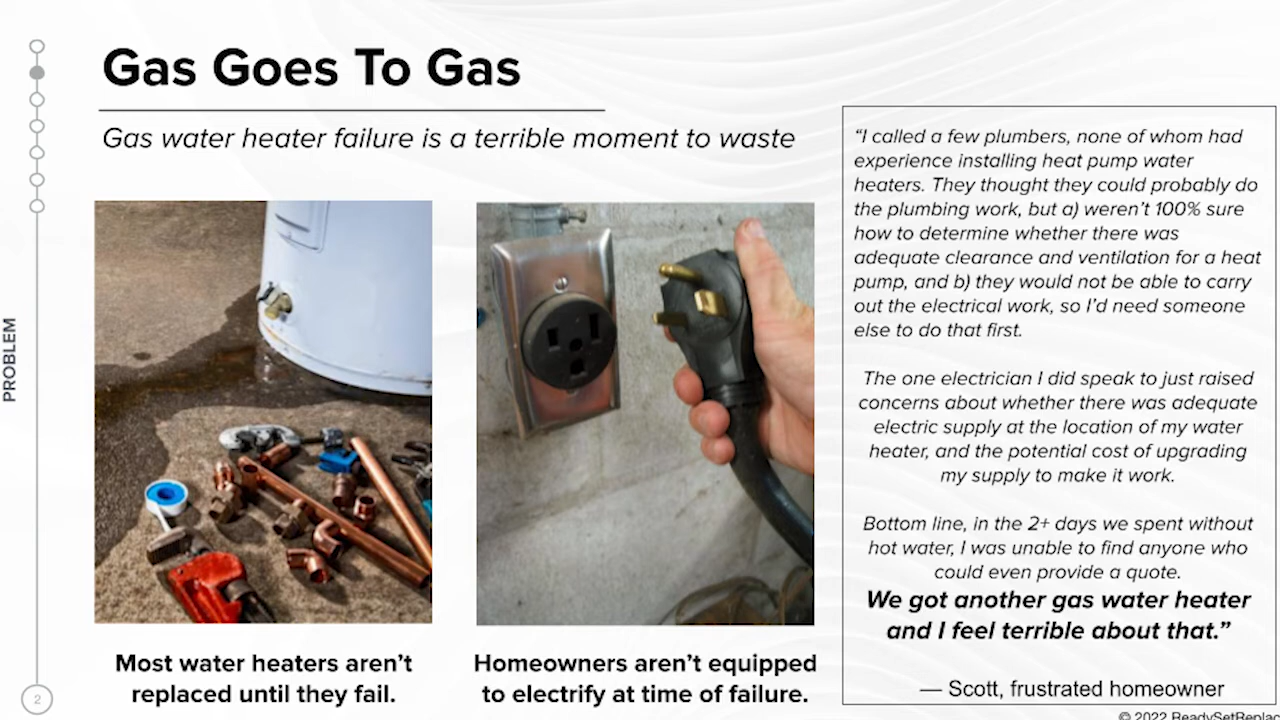 Gas Goes To Gas
Gas water heater failure is a terrible moment to waste
PROBLEM
Most water heaters aren't
replaced until they fail.
Homeowners aren't equipped
to electrify at time of failure.
“I called a few plumbers, none of whom had
experience installing heat pump water
heaters. They thought they could probably do
the plumbing work, but a) weren't 100% sure
how to determine whether there was
adequate clearance and ventilation for a heat
pump, and b) they would not be able to carry
out the electrical work, so I'd need someone
else to do that first.
The one electrician I did speak to just raised
concerns about whether there was adequate
electric supply at the location of my water
heater, and the potential cost of upgrading
my supply to make it work.
Bottom line, in the 2+ days we spent without
hot water, I was unable to find anyone who
could even provide a quote.
We got another gas water heater
and I feel terrible about that.”
— Scott, frustrated homeowner
2
© 2022 ReadySetReplac